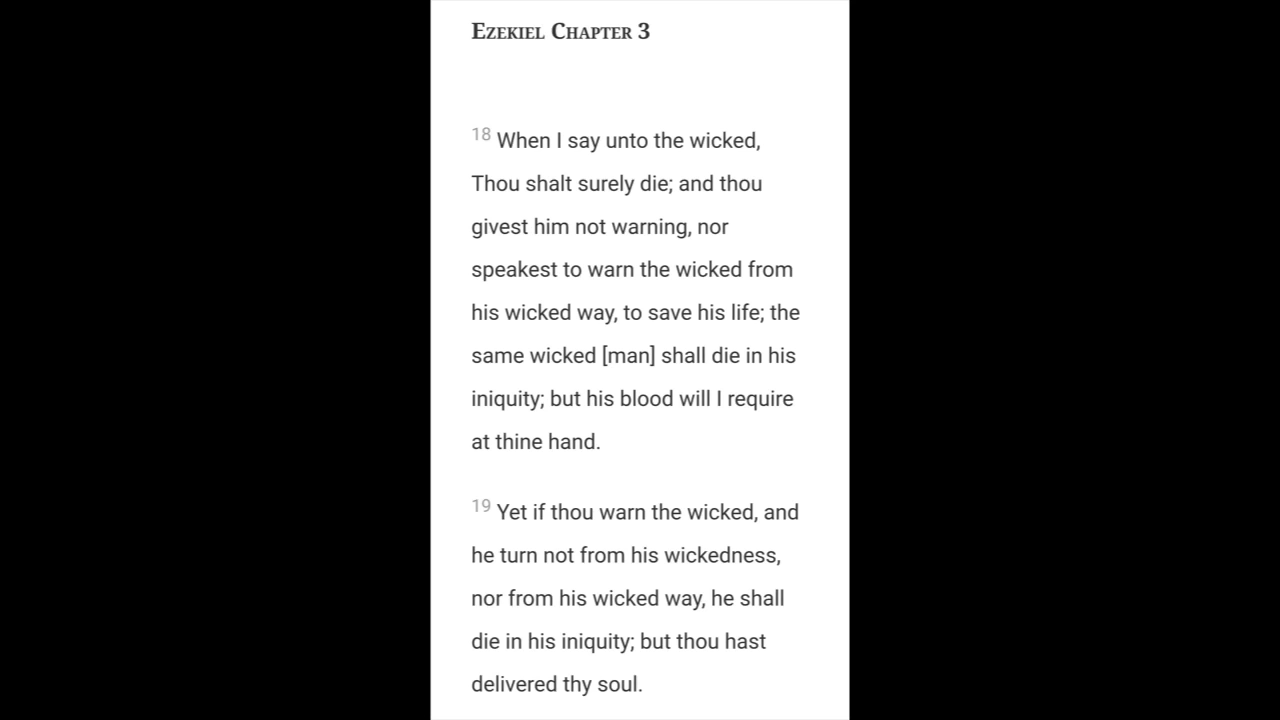 Ezekiel Chapter 3
18 When I say unto the wicked,
Thou shalt surely die; and thou
givest him not warning, nor
speakest to warn the wicked from
his wicked way, to save his life; the
same wicked [man] shall die in his
iniquity; but his blood will I require
at thine hand.
19 Yet if thou warn the wicked, and
he turn not from his wickedness,
nor from his wicked way, he shall
die in his iniquity; but thou hast
delivered thy soul.